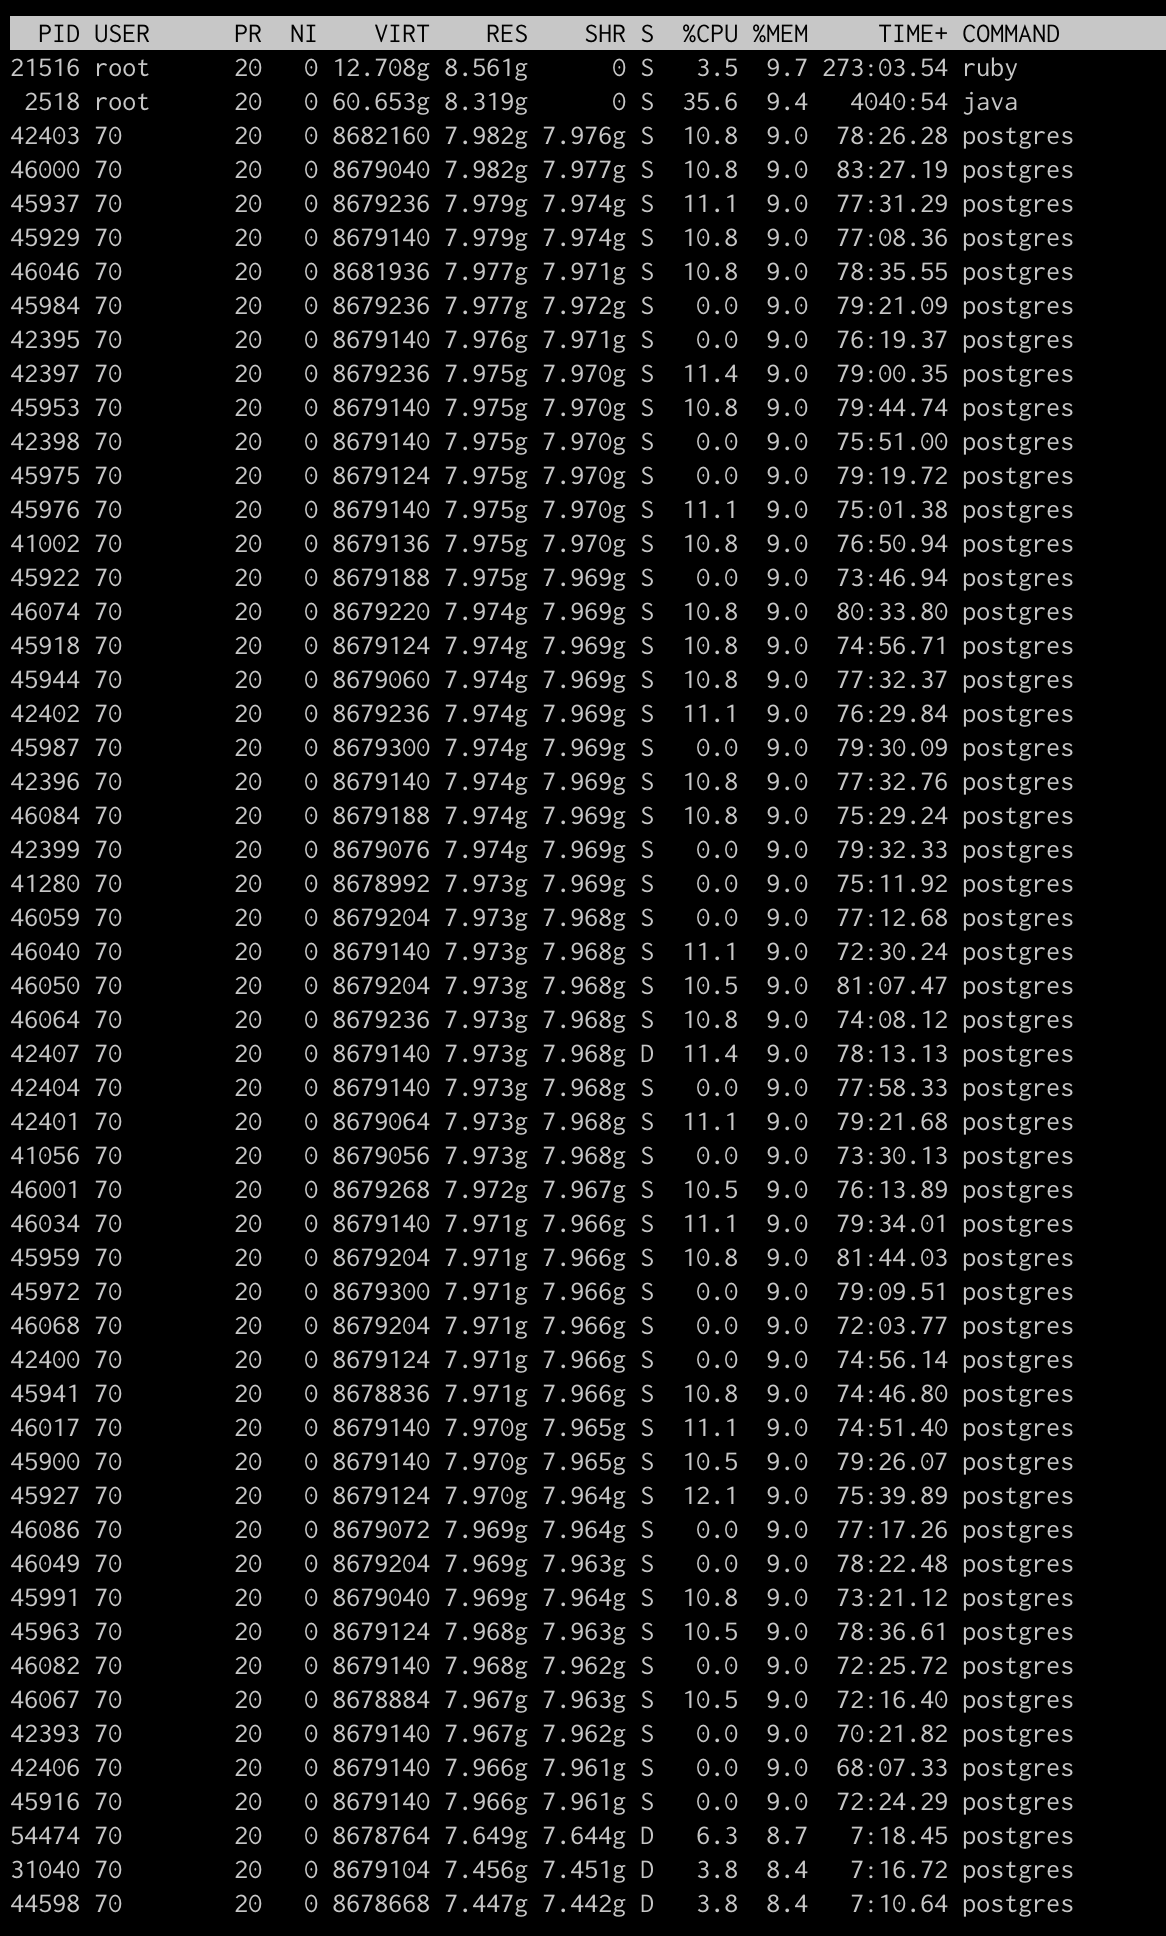 PID USER PR NI VIRT RES SHR S %CPU %MEM TIME+ COMMAND
21516 root 20 0 12.708g 8.561g 0 S 3.5 9.7 273:03.54 ruby
2518 root 20 0 60.653g 8.319g 0 S 35.6 9.4 4040:54 java
42403 70 20 0 8682160 7.982g 7.976g S 10.8 9.0 78:26.28 postgres
46000 70 20 0 8679040 7.982g 7.977g S 10.8 9.0 83:27.19 postgres
45937 70 20 0 8679236 7.979g 7.974g S 11.1 9.0 77:31.29 postgres
45929 70 20 0 8679140 7.979g 7.974g S 10.8 9.0 77:08.36 postgres
46046 70 20 0 8681936 7.977g 7.971g S 10.8 9.0 78:35.55 postgres
45984 70 20 0 8679236 7.977g 7.972g S 0.0 9.0 79:21.09 postgres
42395 70 20 0 8679140 7.976g 7.971g S 0.0 9.0 76:19.37 postgres
42397 70 20 0 8679236 7.975g 7.970g S 11.4 9.0 79:00.35 postgres
45953 70 20 0 8679140 7.975g 7.970g S 10.8 9.0 79:44.74 postgres
42398 70 20 0 8679140 7.975g 7.970g S 0.0 9.0 75:51.00 postgres
45975 70 20 0 8679124 7.975g 7.970g S 0.0 9.0 79:19.72 postgres
45976 70 20 0 8679140 7.975g 7.970g S 11.1 9.0 75:01.38 postgres
41002 70 20 0 8679136 7.975g 7.970g S 10.8 9.0 76:50.94 postgres
45922 70 20 0 8679188 7.975g 7.969g S 0.0 9.0 73:46.94 postgres
46074 70 20 0 8679220 7.974g 7.969g S 10.8 9.0 80:33.80 postgres
45918 70 20 0 8679124 7.974g 7.969g S 10.8 9.0 74:56.71 postgres
45944 70 20 0 8679060 7.974g 7.969g S 10.8 9.0 77:32.37 postgres
42402 70 20 0 8679236 7.974g 7.969g S 11.1 9.0 76:29.84 postgres
45987 70 20 0 8679300 7.974g 7.969g S 0.0 9.0 79:30.09 postgres
42396 70 20 0 8679140 7.974g 7.969g S 10.8 9.0 77:32.76 postgres
46084 70 20 0 8679188 7.974g 7.969g S 10.8 9.0 75:29.24 postgres
42399 70 20 0 8679076 7.974g 7.969g S 0.0 9.0 79:32.33 postgres
41280 70 20 0 8678992 7.973g 7.969g S 0.0 9.0 75:11.92 postgres
46059 70 20 0 8679204 7.973g 7.968g S 0.0 9.0 77:12.68 postgres
46040 70 20 0 8679140 7.973g 7.968g S 11.1 9.0 72:30.24 postgres
46050 70 20 0 8679204 7.973g 7.968g S 10.5 9.0 81:07.47 postgres
46064 70 20 0 8679236 7.973g 7.968g S 10.8 9.0 74:08.12 postgres
42407 70 20 0 8679140 7.973g 7.968g D 11.4 9.0 78:13.13 postgres
42404 70 20 0 8679140 7.973g 7.968g S 0.0 9.0 77:58.33 postgres
42401 70 20 0 8679064 7.973g 7.968g S 11.1 9.0 79:21.68 postgres
41056 70 20 0 8679056 7.973g 7.968g S 0.0 9.0 73:30.13 postgres
46001 70 20 0 8679268 7.972g 7.967g S 10.5 9.0 76:13.89 postgres
46034 70 20 0 8679140 7.971g 7.966g S 11.1 9.0 79:34.01 postgres
45959 70 20 0 8679204 7.971g 7.966g S 10.8 9.0 81:44.03 postgres
45972 70 20 0 8679300 7.971g 7.966g S 0.0 9.0 79:09.51 postgres
46068 70 20 0 8679204 7.971g 7.966g S 0.0 9.0 72:03.77 postgres
42400 70 20 0 8679124 7.971g 7.966g S 0.0 9.0 74:56.14 postgres
45941 70 20 0 8678836 7.971g 7.966g S 10.8 9.0 74:46.80 postgres
46017 70 20 0 8679140 7.970g 7.965g S 11.1 9.0 74:51.40 postgres
45900 70 20 0 8679140 7.970g 7.965g S 10.5 9.0 79:26.07 postgres
45927 70 20 0 8679124 7.970g 7.964g S 12.1 9.0 75:39.89 postgres
46086 70 20 0 8679072 7.969g 7.964g S 0.0 9.0 77:17.26 postgres
46049 70 20 0 8679204 7.969g 7.963g S 0.0 9.0 78:22.48 postgres
45991 70 20 0 8679040 7.969g 7.964g S 10.8 9.0 73:21.12 postgres
45963 70 20 0 8679124 7.968g 7.963g S 10.5 9.0 78:36.61 postgres
46082 70 20 0 8679140 7.968g 7.962g S 0.0 9.0 72:25.72 postgres
46067 70 20 0 8678884 7.967g 7.963g S 10.5 9.0 72:16.40 postgres
42393 70 20 0 8679140 7.967g 7.962g S 0.0 9.0 70:21.82 postgres
42406 70 20 0 8679140 7.966g 7.961g S 0.0 9.0 68:07.33 postgres
45916 70 20 0 8679140 7.966g 7.961g S 0.0 9.0 72:24.29 postgres
54474 70 20 0 8678764 7.649g 7.644g D 6.3 8.7 7:18.45 postgres
31040 70 20 0 8679104 7.456g 7.451g D 3.8 8.4 7:16.72 postgres
44598 70 20 0 8678668 7.447g 7.442g D 3.8 8.4 7:10.64 postgres